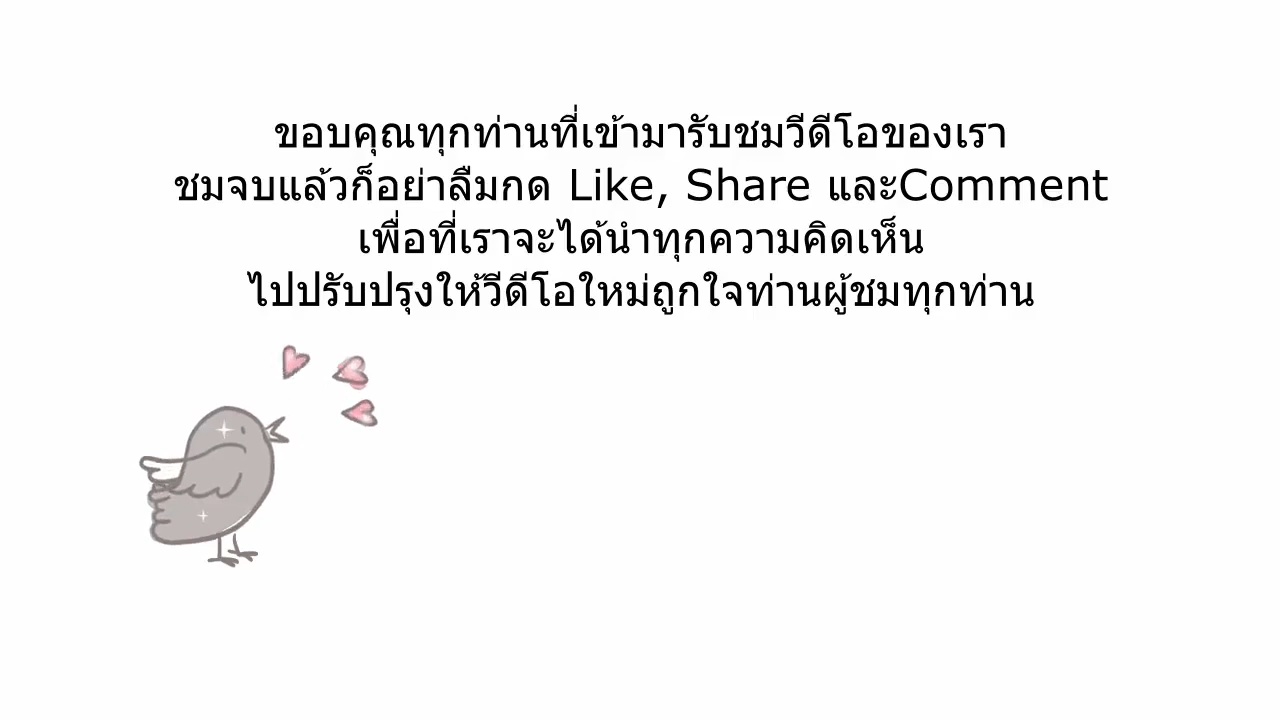 ขอบคุณทุกท่านที่เข้ามารับชมวีดีโอของเรา
ชมจบแล้วก็อย่าลืมกด Like, Share และComment
เพื่อที่เราจะได้นำทุกความคิดเห็น
ไปปรับปรุงให้วีดีโอใหม่ถูกใจท่านผู้ชมทุกท่าน